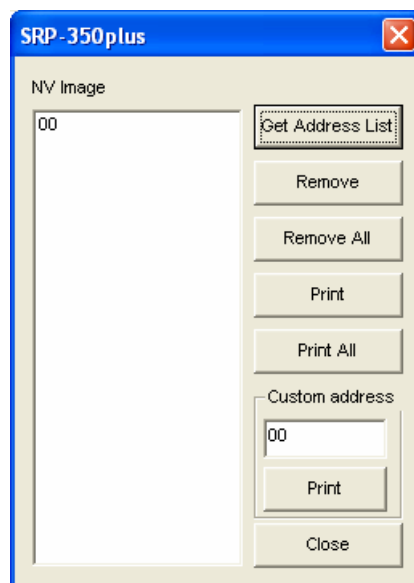 SRP-350plus
NV Image
00
Get Address List
Remove
Remove All
Print
Print All
Custom address
00
Print
Close